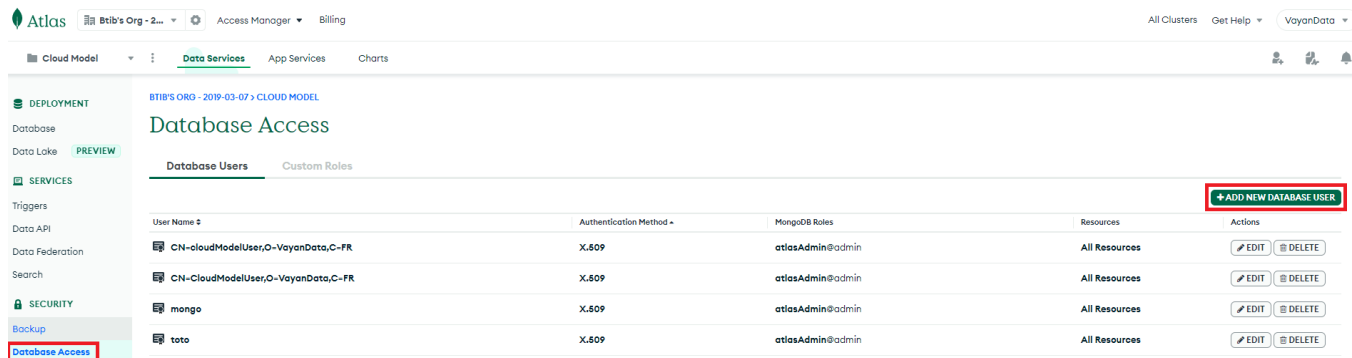 Atlas Btib's Org - 2... Access Manager Billing All Clusters Get Help VayanData
Cloud Model Data Services App Services Charts
DEPLOYMENT
Database
Data Lake PREVIEW
SERVICES
Triggers
Data API
Data Federation
Search
SECURITY
Backup
Database Access
BTIB'S ORG - 2019-03-07 > CLOUD MODEL
Database Access
Database Users Custom Roles
+ ADD NEW DATABASE USER
User Name Authentication Method MongoDB Roles Resources Actions
CN=cloudModelUser,O=VayanData,C=FR X.509 atlasAdmin@admin All Resources EDIT DELETE
CN=CloudModelUser,O=VayanData,C=FR X.509 atlasAdmin@admin All Resources EDIT DELETE
mongo X.509 atlasAdmin@admin All Resources EDIT DELETE
toto X.509 atlasAdmin@admin All Resources EDIT DELETE